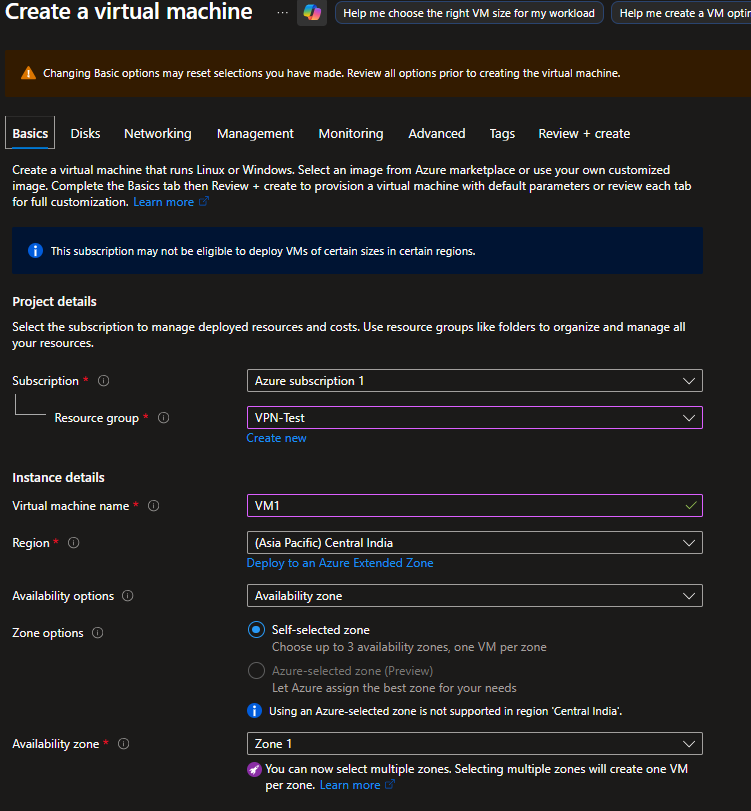 Create a virtual machine ...
Help me choose the right VM size for my workload
Help me create a VM optim
Changing Basic options may reset selections you have made. Review all options prior to creating the virtual machine.
Basics Disks Networking Management Monitoring Advanced Tags Review + create
Create a virtual machine that runs Linux or Windows. Select an image from Azure marketplace or use your own customized
image. Complete the Basics tab then Review + create to provision a virtual machine with default parameters or review each tab
for full customization. Learn more
This subscription may not be eligible to deploy VMs of certain sizes in certain regions.
Project details
Select the subscription to manage deployed resources and costs. Use resource groups like folders to organize and manage all
your resources.
Subscription *
Azure subscription 1
Resource group *
VPN-Test
Create new
Instance details
Virtual machine name *
VM1
Region *
(Asia Pacific) Central India
Deploy to an Azure Extended Zone
Availability options
Availability zone
Zone options
Self-selected zone
Choose up to 3 availability zones, one VM per zone
Azure-selected zone (Preview)
Let Azure assign the best zone for your needs
Using an Azure-selected zone is not supported in region 'Central India'.
Availability zone *
Zone 1
You can now select multiple zones. Selecting multiple zones will create one VM
per zone. Learn more